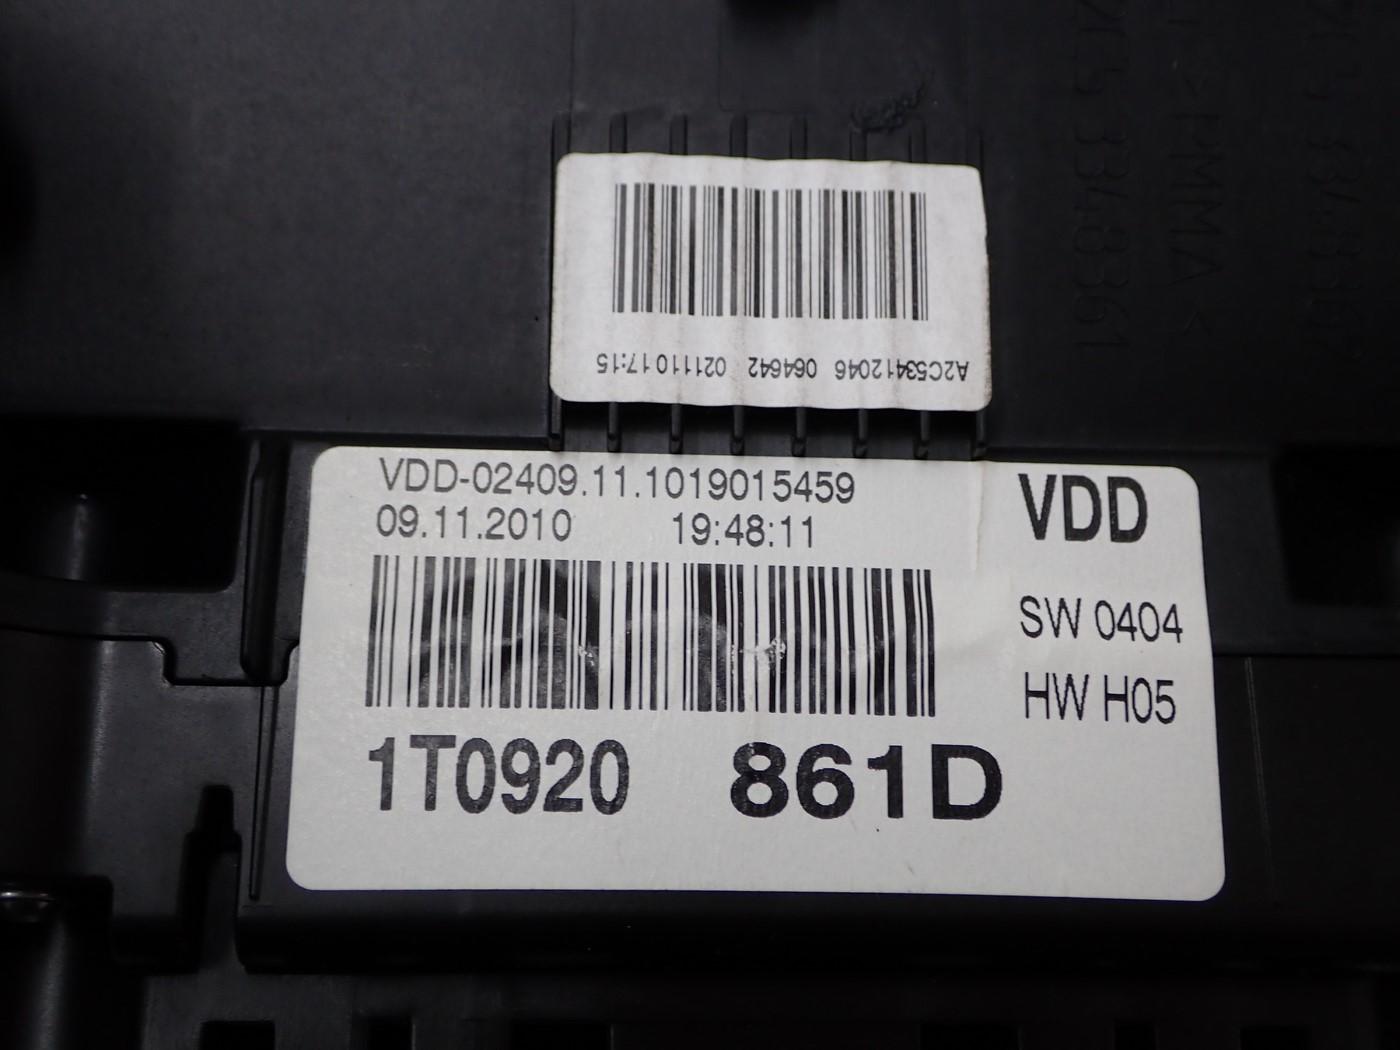 A2C53412046 064642 021110 17:15
VDD-02409.11.1019015459
09.11.2010 19:48:11
VDD
SW 0404
HW H05
1T0920 861D
>PMMA<